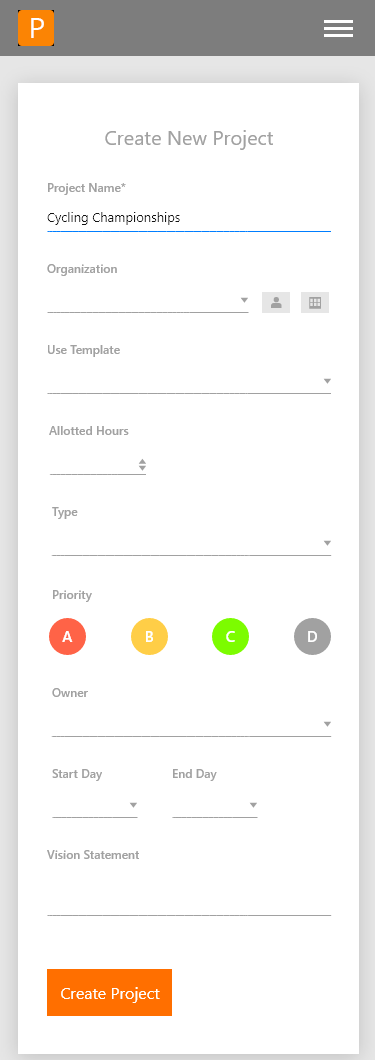 P
Create New Project
Project Name*
Cycling Championships
Organization
Use Template
Allotted Hours
Type
Priority
A B C D
Owner
Start Day End Day
Vision Statement
Create Project